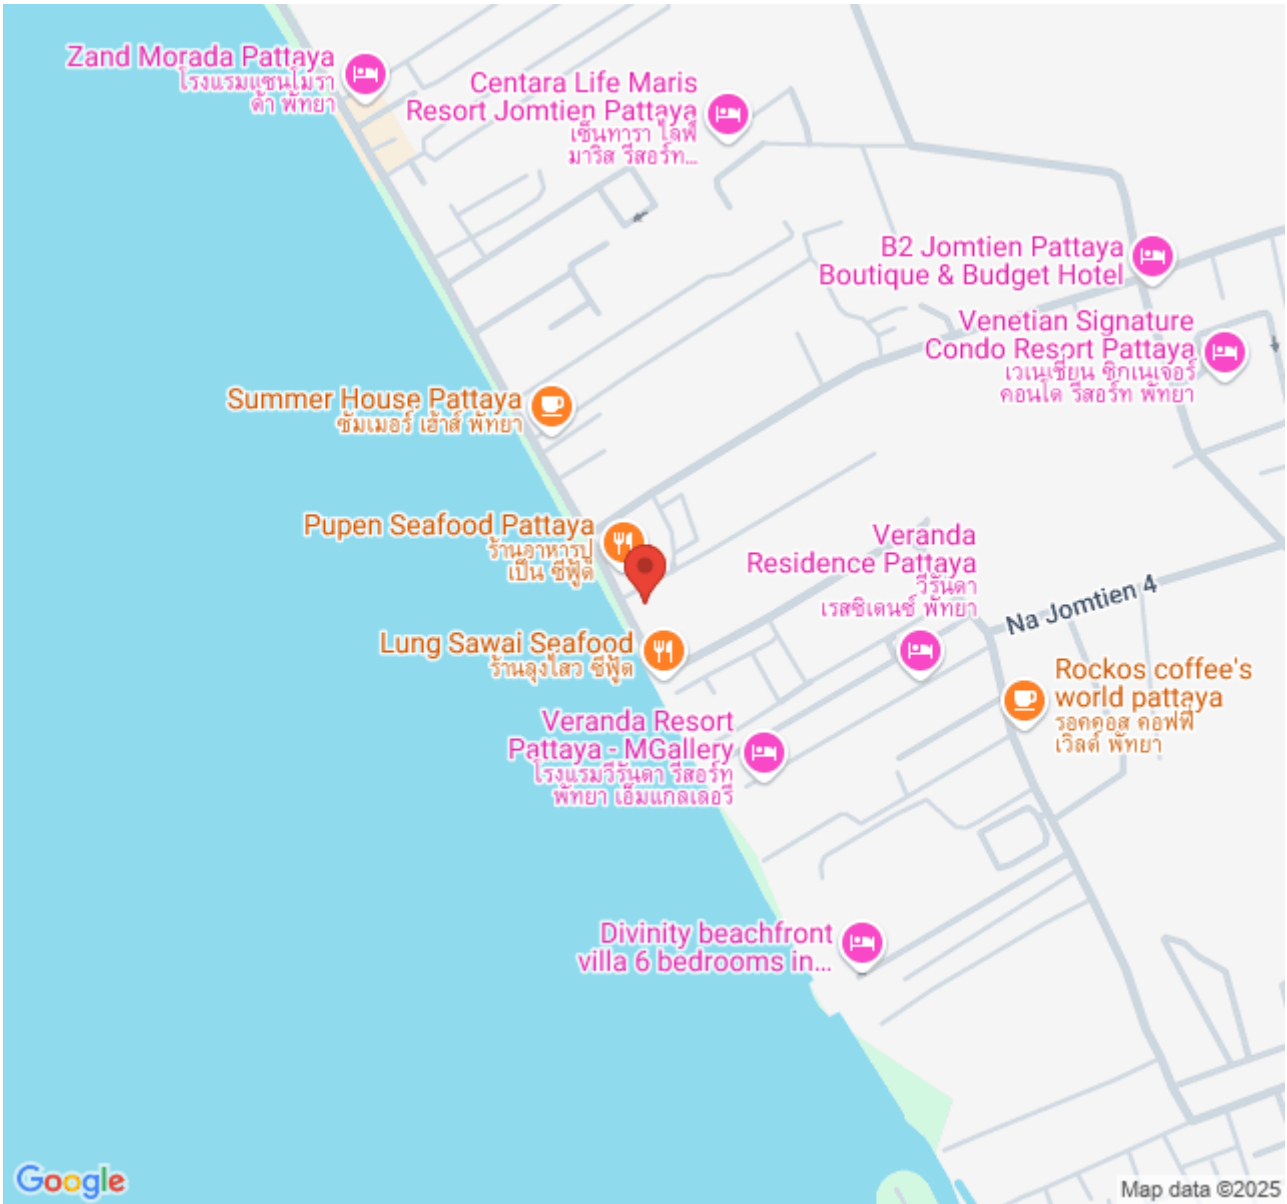 Zand Morada Pattaya
โรงแรมแซนโมรา
ด้า พัทยา
Centara Life Maris
Resort Jomtien Pattaya
เซ็นทารา ไลฟ์
มาริส รีสอร์ท...
B2 Jomtien Pattaya
Boutique & Budget Hotel
Venetian Signature
Condo Resort Pattaya
เวเนเชี่ยน ซิกเนเจอร์
คอนโด รีสอร์ท พัทยา
Summer House Pattaya
ซัมเมอร์ เฮ้าส์ พัทยา
Pupen Seafood Pattaya
ร้านอาหารปู
เป็น ซีฟู้ด
Veranda
Residence Pattaya
วีรันดา
เรสซิเดนซ์ พัทยา
Na Jomtien 4
Lung Sawai Seafood
ร้านลุงไสว ซีฟู้ด
Rockos coffee's
world pattaya
รอคคอส คอฟฟี่
เวิลด์ พัทยา
Veranda Resort
Pattaya - MGallery
โรงแรมวีรันดา รีสอร์ท
พัทยา เอ็มแกลเลอรี
Divinity beachfront
villa 6 bedrooms in...
Google
Map data ©2025